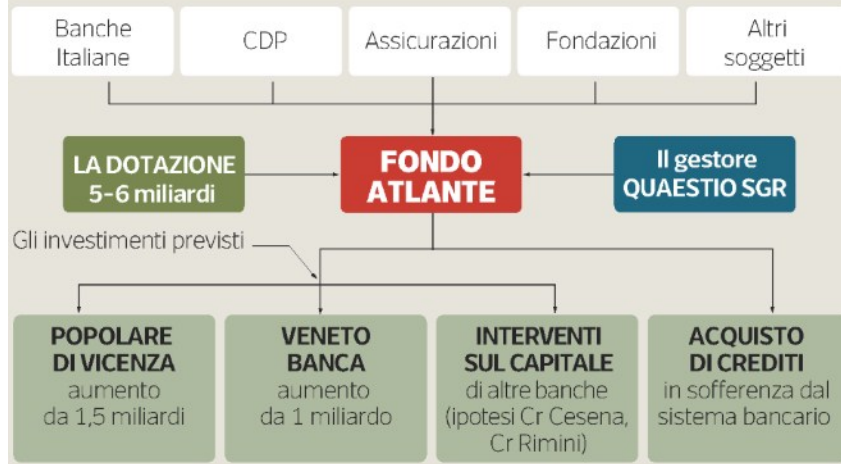 Banche
Italiane
CDP
Assicurazioni
Fondazioni
Altri
soggetti
LA DOTAZIONE
5-6 miliardi
FONDO
ATLANTE
Il gestore
QUAESTIO SGR
Gli investimenti previsti
POPOLARE
DI VICENZA
aumento
da 1,5 miliardi
VENETO
BANCA
aumento
da 1 miliardo
INTERVENTI
SUL CAPITALE
di altre banche
(ipotesi Cr Cesena,
Cr Rimini)
ACQUISTO
DI CREDITI
in sofferenza dal
sistema bancario